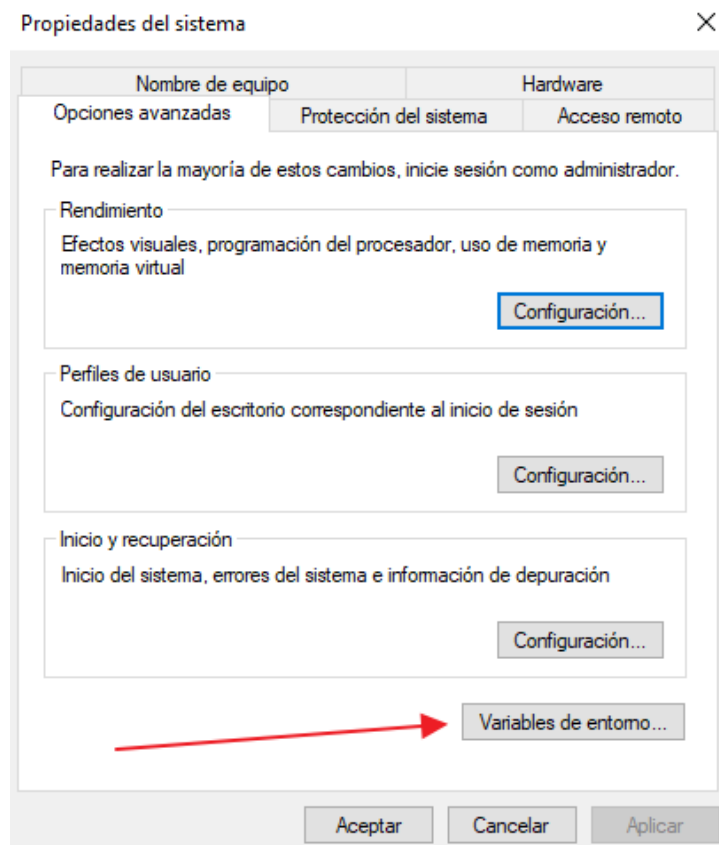 Propiedades del sistema
Nombre de equipo
Hardware
Opciones avanzadas
Protección del sistema
Acceso remoto
Para realizar la mayoría de estos cambios, inicie sesión como administrador.
Rendimiento
Efectos visuales, programación del procesador, uso de memoria y
memoria virtual
Configuración...
Perfiles de usuario
Configuración del escritorio correspondiente al inicio de sesión
Configuración...
Inicio y recuperación
Inicio del sistema, errores del sistema e información de depuración
Configuración...
Variables de entorno...
Aceptar
Cancelar
Aplicar